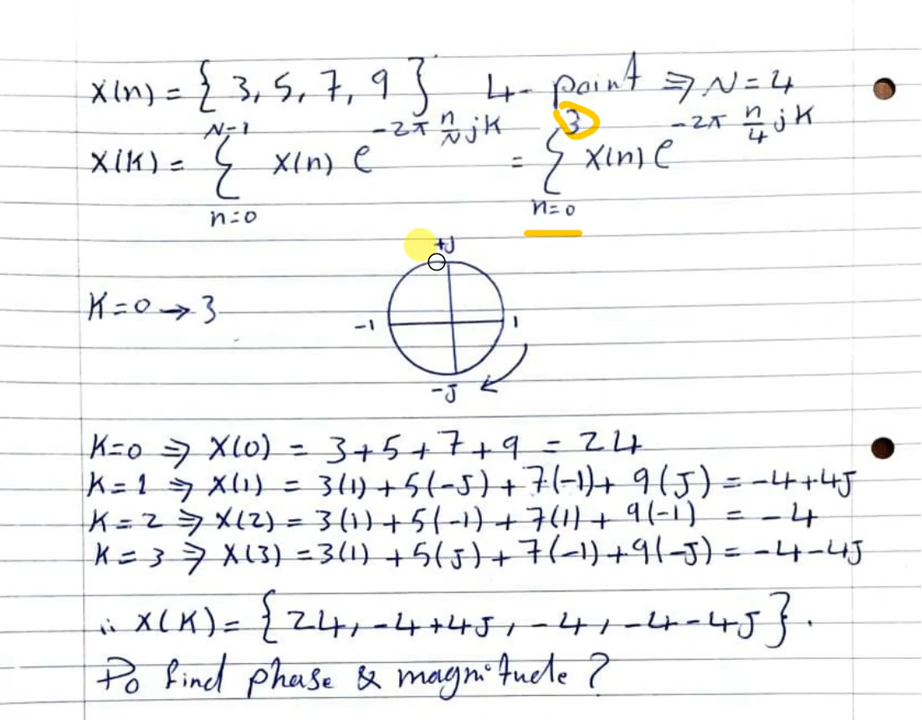 X(n) = { 3, 5, 7, 9 } 4- point ⇒ N = 4
X(K) = N-1 Σ n=0 X(n) e -2π n/N jK = 3 Σ n=0 X(n) e -2π n/4 jK
+J
K=0 → 3
-1 1
-J
K=0 ⇒ X(0) = 3+5+7+9 = 24
K=1 ⇒ X(1) = 3(1)+5(-J)+7(-1)+9(J) = -4+4J
K=2 ⇒ X(2) = 3(1)+5(-1)+7(1)+9(-1) = -4
K=3 ⇒ X(3) =3(1)+5(J)+7(-1)+9(-J) = -4-4J
∴ X(K) = {24, -4+4J, -4, -4-4J}.
To find phase & magnitude ?